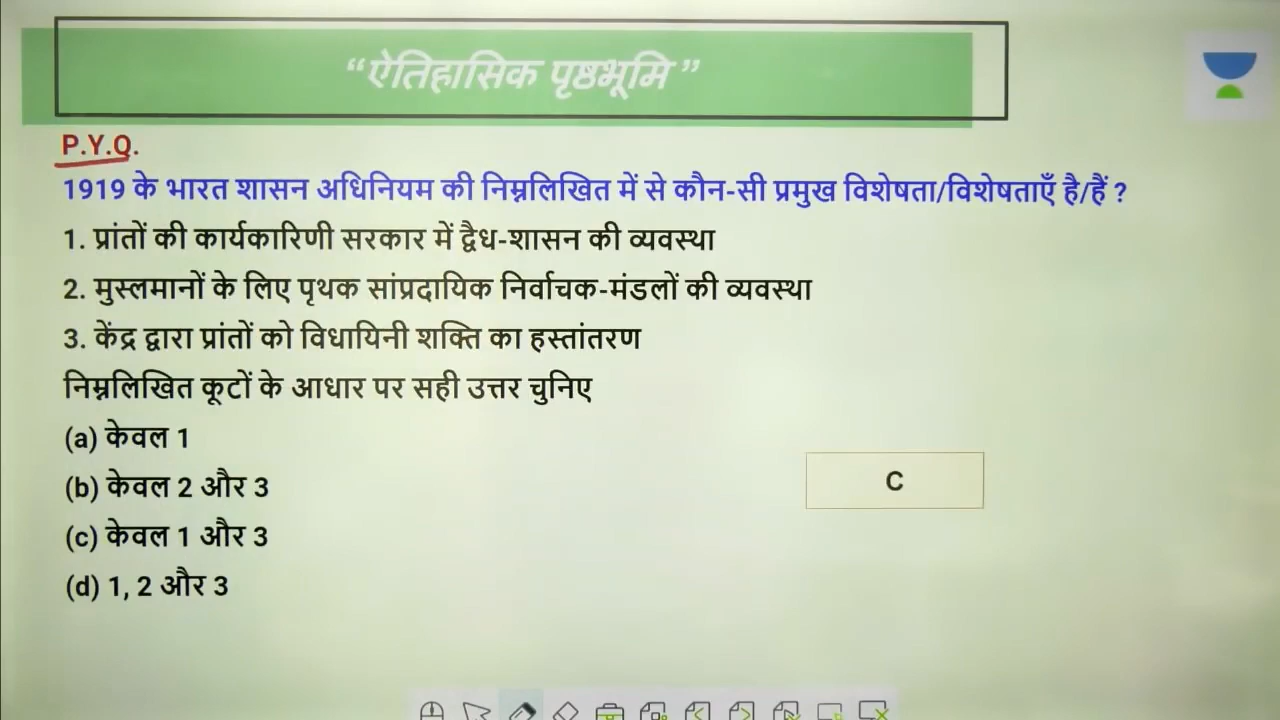 “ऐतिहासिक पृष्ठभूमि”
P.Y.Q.
1919 के भारत शासन अधिनियम की निम्नलिखित में से कौन-सी प्रमुख विशेषता/विशेषताएँ है/हैं ?
1. प्रांतों की कार्यकारिणी सरकार में द्वैध-शासन की व्यवस्था
2. मुस्लमानों के लिए पृथक सांप्रदायिक निर्वाचक-मंडलों की व्यवस्था
3. केंद्र द्वारा प्रांतों को विधायिनी शक्ति का हस्तांतरण
निम्नलिखित कूटों के आधार पर सही उत्तर चुनिए
(a) केवल 1
(b) केवल 2 और 3
(c) केवल 1 और 3
(d) 1, 2 और 3
C